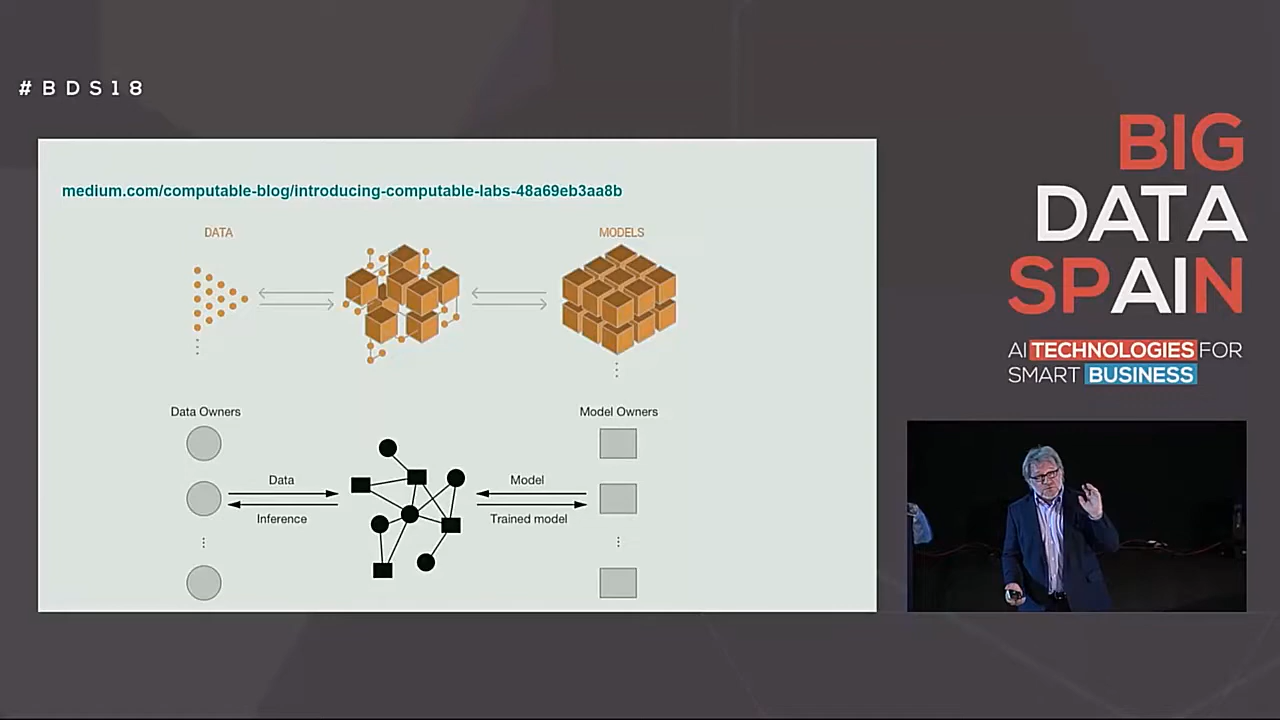 #BDS18
medium.com/computable-blog/introducing-computable-labs-48a69eb3aa8b
DATA
MODELS
Data Owners
Model Owners
Data
Model
Inference
Trained model
BIG
DATA
SPAIN
AI TECHNOLOGIES FOR
SMART BUSINESS